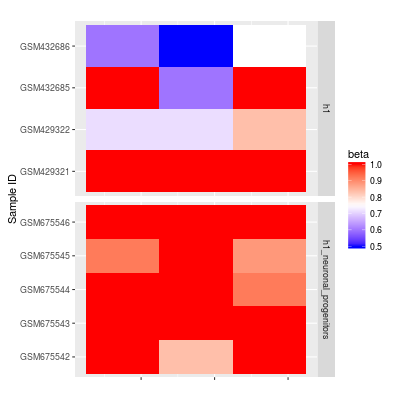 Sample ID
GSM432686
GSM432685
GSM429322
GSM429321
h1
GSM675546
GSM675545
GSM675544
GSM675543
GSM675542
h1_neuronal_progenitors
beta
1.0
0.9
0.8
0.7
0.6
0.5